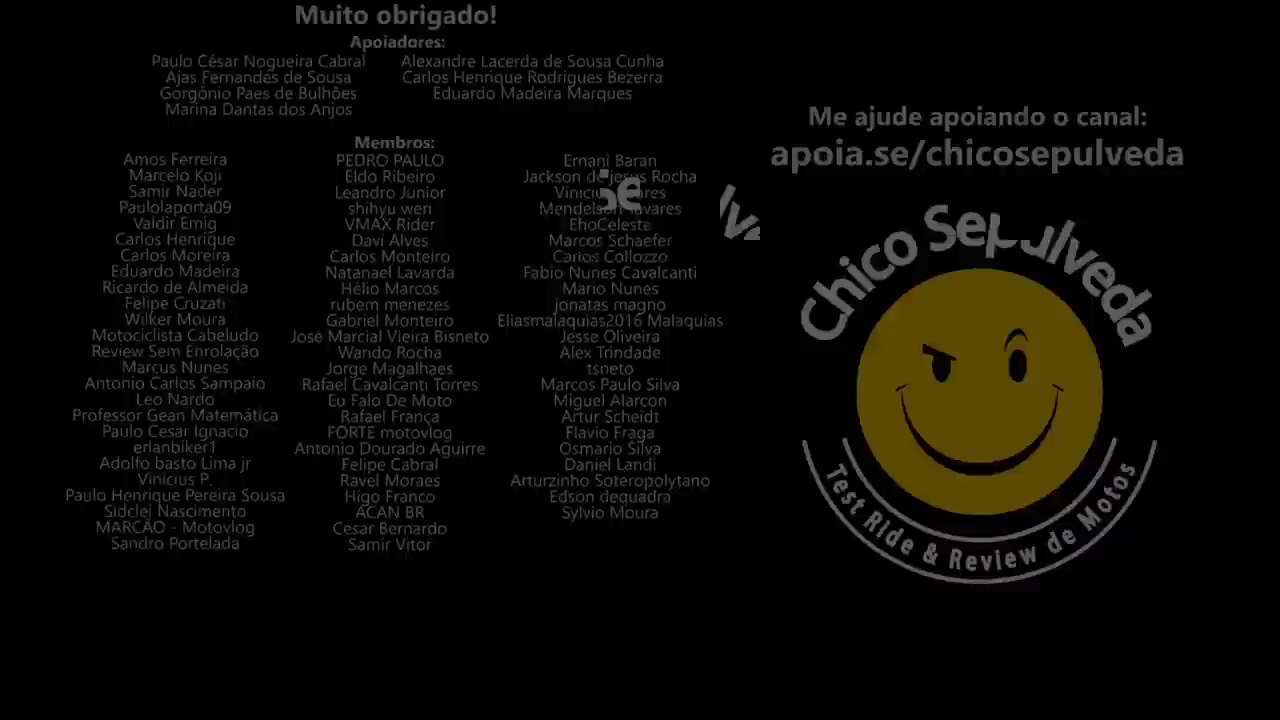 Muito obrigado!
Apoiadores:
Paulo César Nogueira Cabral
Ajas Fernandes de Sousa
Gorgônio Paes de Bulhões
Marina Dantas dos Anjos
Alexandre Lacerda de Sousa Cunha
Carlos Henrique Rodrigues Bezerra
Eduardo Madeira Marques
Membros:
Amos Ferreira
Marcelo Koji
Samir Nader
Paulolaporta09
Valdir Emig
Carlos Henrique
Carlos Moreira
Eduardo Madeira
Ricardo de Almeida
Felipe Cruzati
Wilker Moura
Motociclista Cabeludo
Review Sem Enrolação
Marcus Nunes
Antonio Carlos Sampaio
Leo Nardo
Professor Gean Matemática
Paulo Cesar Ignacio
erlanbiker1
Adolfo basto Lima jr
Vinicius P.
Paulo Henrique Pereira Sousa
Sidclei Nascimento
MARCÃO - Motovlog
Sandro Portelada
PEDRO PAULO
Eldo Ribeiro
Leandro Junior
shihyu wen
VMAX Rider
Davi Alves
Carlos Monteiro
Natanael Lavarda
Hélio Marcos
rubem menezes
Gabriel Monteiro
José Marcial Vieira Bisneto
Wando Rocha
Jorge Magalhaes
Rafael Cavalcanti Torres
Eu Falo De Moto
Rafael França
FORTE motovlog
Antonio Dourado Aguirre
Felipe Cabral
Ravel Moraes
Higo Franco
ACAN BR
Cesar Bernardo
Samir Vitor
Ernani Baran
Jackson de Jesus Rocha
Mendelson Tavares
EhoCeleste
Marcos Schaefer
Carlos Collozzo
Fabio Nunes Cavalcanti
Mario Nunes
jonatas magno
Eliasmalaquias2016 Malaquias
Jesse Oliveira
Alex Trindade
tsneto
Marcos Paulo Silva
Miguel Alarcon
Artur Scheidt
Flavio Fraga
Osmario Silva
Daniel Landi
Arturzinho Soteropolytano
Edson dequadra
Sylvio Moura
Me ajude apoiando o canal:
apoia.se/chicosepulveda
Chico Sepulveda
Test Ride & Review de Motos